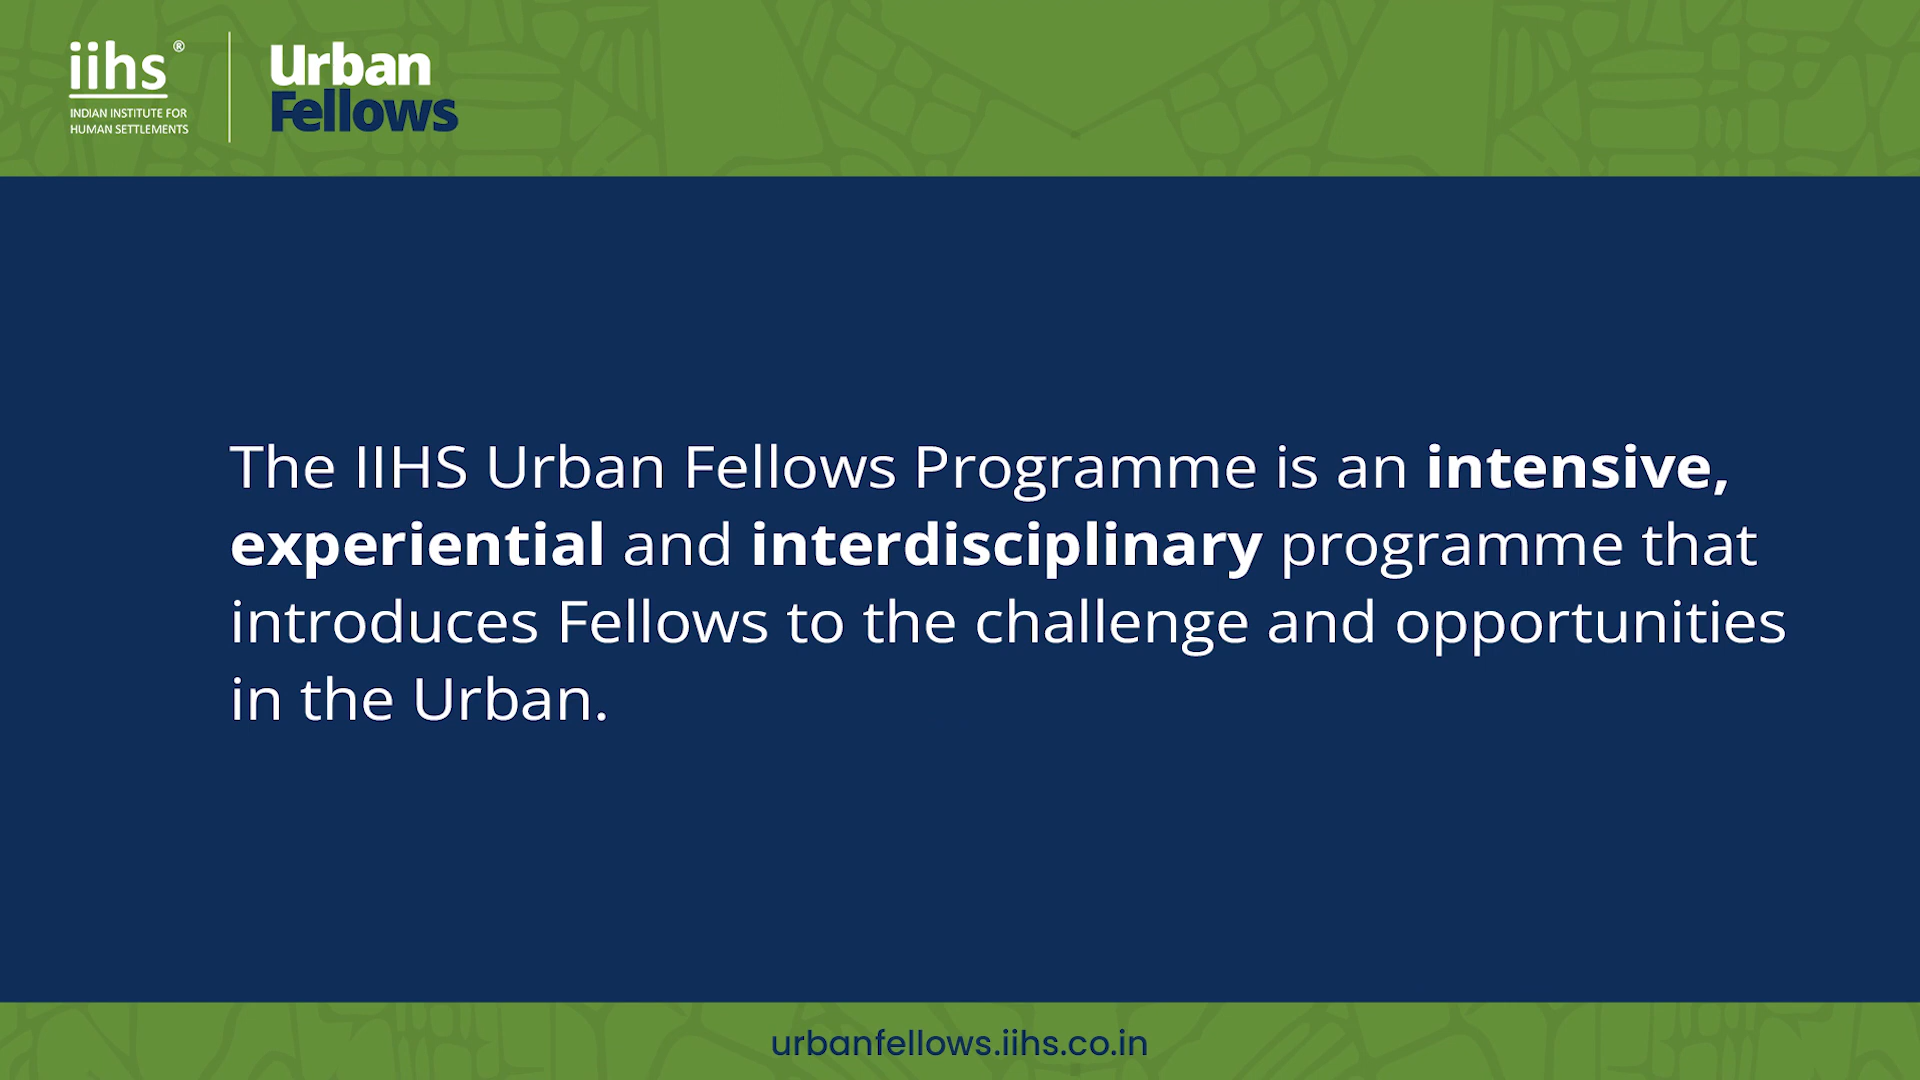 iihs®
INDIAN INSTITUTE FOR
HUMAN SETTLEMENTS
Urban
Fellows
The IIHS Urban Fellows Programme is an intensive,
experiential and interdisciplinary programme that
introduces Fellows to the challenge and opportunities
in the Urban.
urbanfellows.iihs.co.in